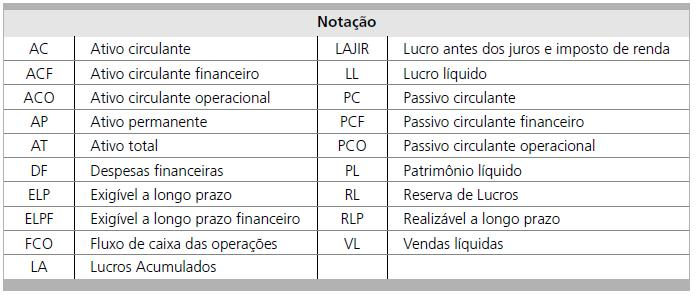 Notação
AC Ativo circulante LAJIR Lucro antes dos juros e imposto de renda
ACF Ativo circulante financeiro LL Lucro líquido
ACO Ativo circulante operacional PC Passivo circulante
AP Ativo permanente PCF Passivo circulante financeiro
AT Ativo total PCO Passivo circulante operacional
DF Despesas financeiras PL Patrimônio líquido
ELP Exigível a longo prazo RL Reserva de Lucros
ELPF Exigível a longo prazo financeiro RLP Realizável a longo prazo
FCO Fluxo de caixa das operações VL Vendas líquidas
LA Lucros Acumulados